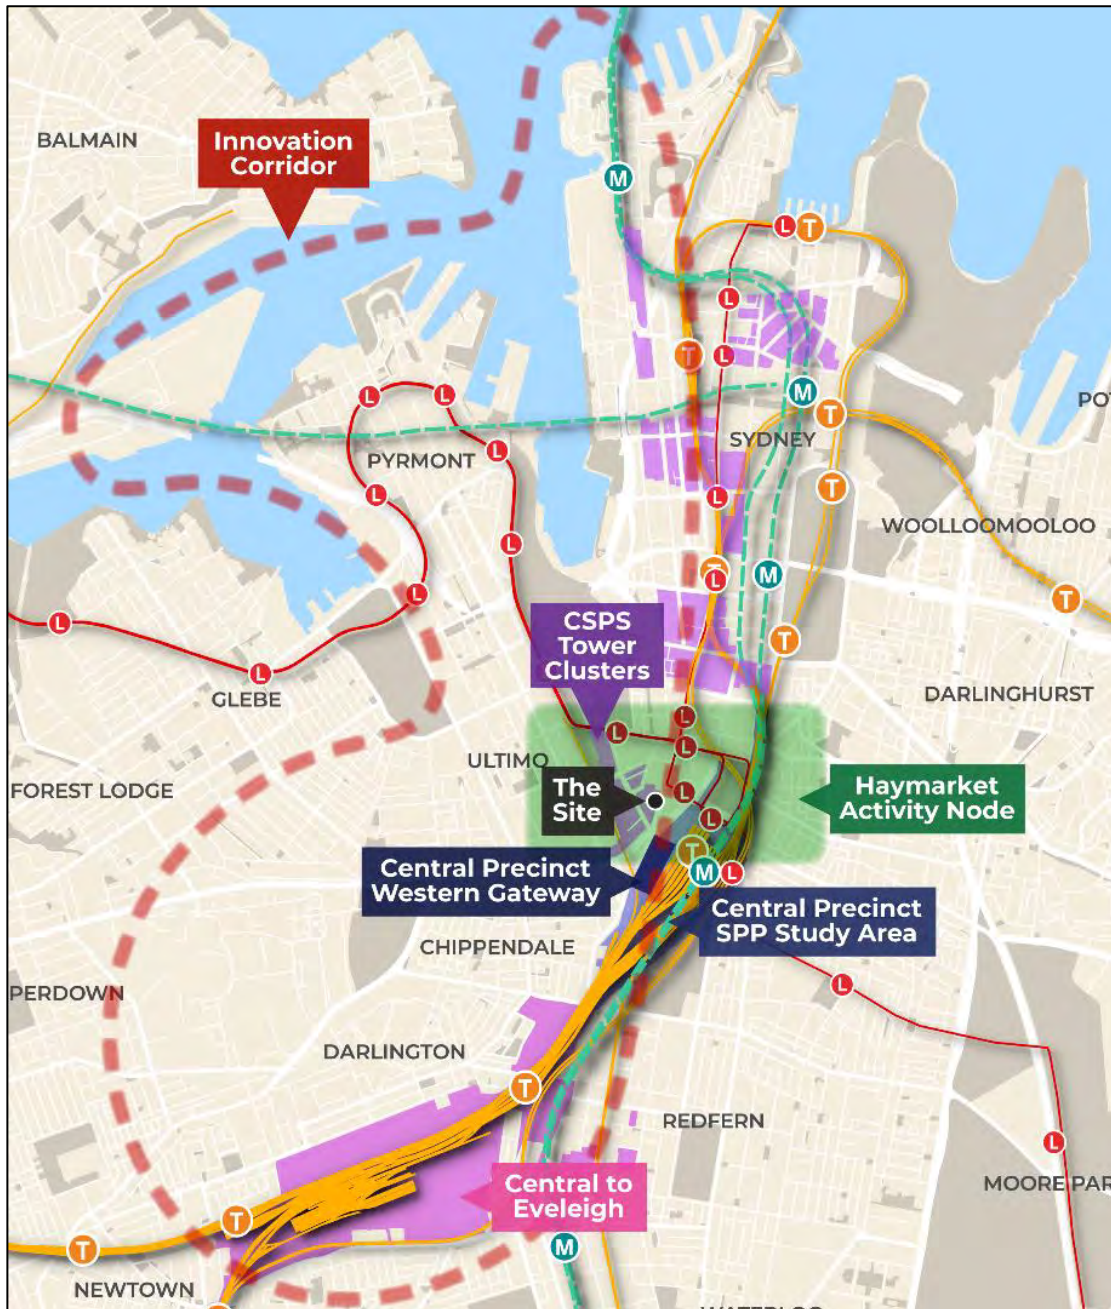 BALMAIN
Innovation
Corridor
M
L
T
L
T
L
M
L
L
PO
T
SYDNEY
PYRMONT
L
L
L
T
WOOLLOOMOOLOO
L
M
T
L
L
T
L
CSPS
Tower
Clusters
T
L
GLEBE
DARLINGHURST
L
L
L
ULTIMO
FOREST LODGE
The
Site
L
L
Haymarket
Activity Node
T
M
L
Central Precinct
Western Gateway
Central Precinct
SPP Study Area
CHIPPENDALE
PERDOWN
L
DARLINGTON
T
REDFERN
L
Central to
Eveleigh
MOORE PAR
T
T
M
NEWTOWN